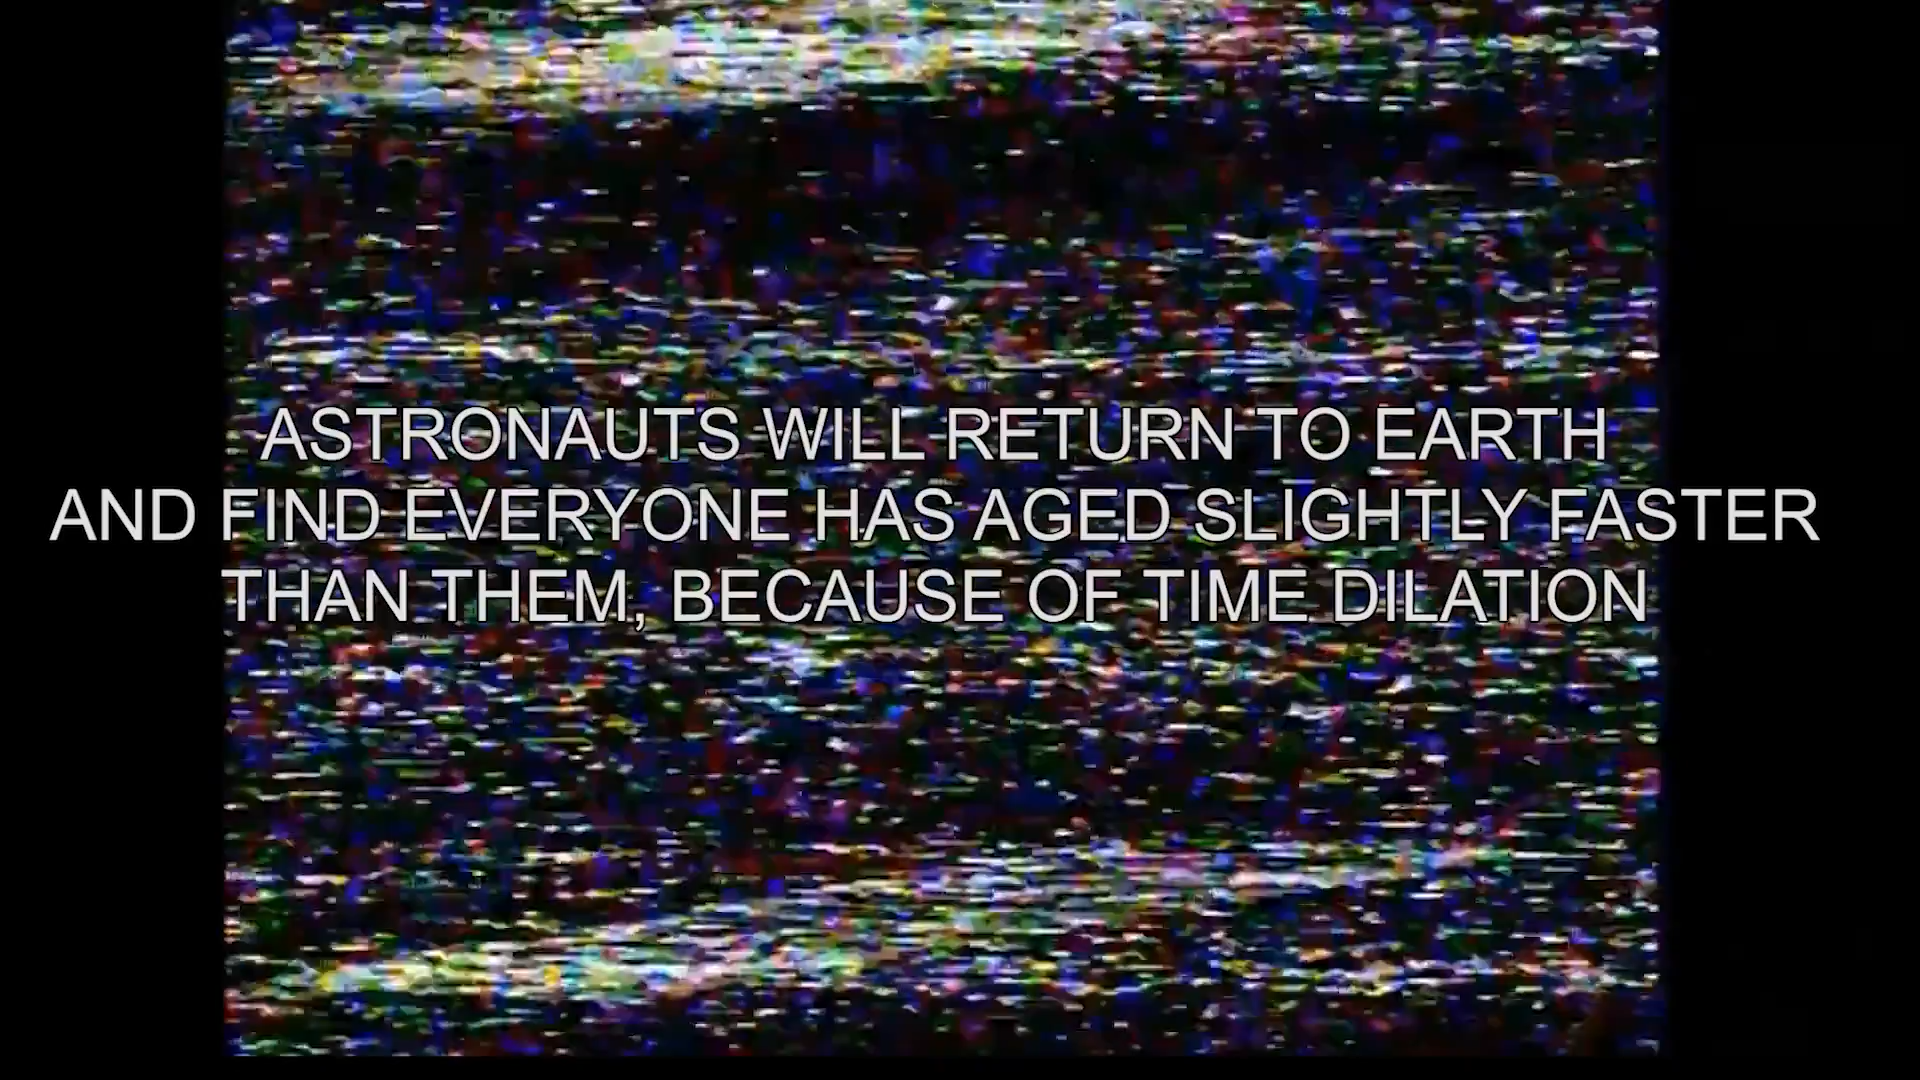 ASTRONAUTS WILL RETURN TO EARTH
AND FIND EVERYONE HAS AGED SLIGHTLY FASTER
THAN THEM, BECAUSE OF TIME DILATION